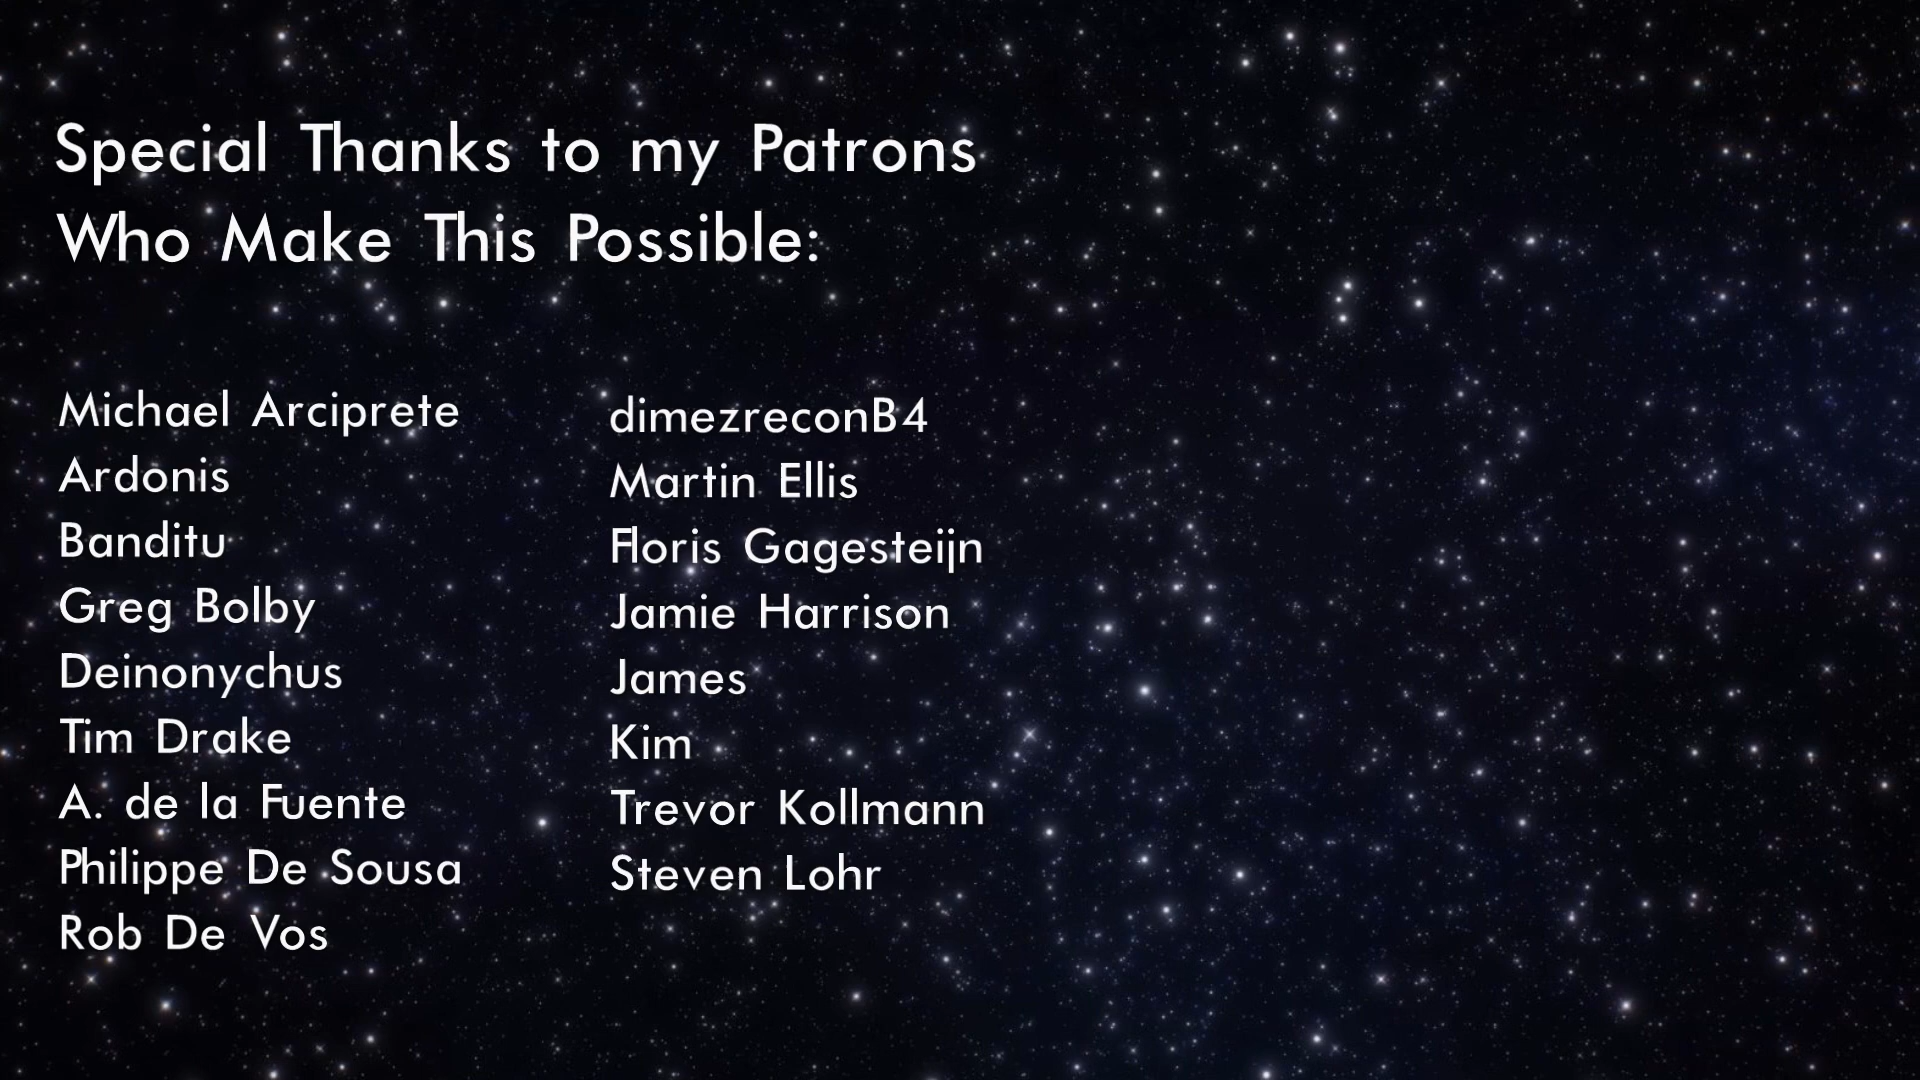 Special Thanks to my Patrons
Who Make This Possible:
Michael Arciprete
Ardonis
Banditu
Greg Bolby
Deinonychus
Tim Drake
A. de la Fuente
Philippe De Sousa
Rob De Vos
dimezreconB4
Martin Ellis
Floris Gagesteijn
Jamie Harrison
James
Kim
Trevor Kollmann
Steven Lohr